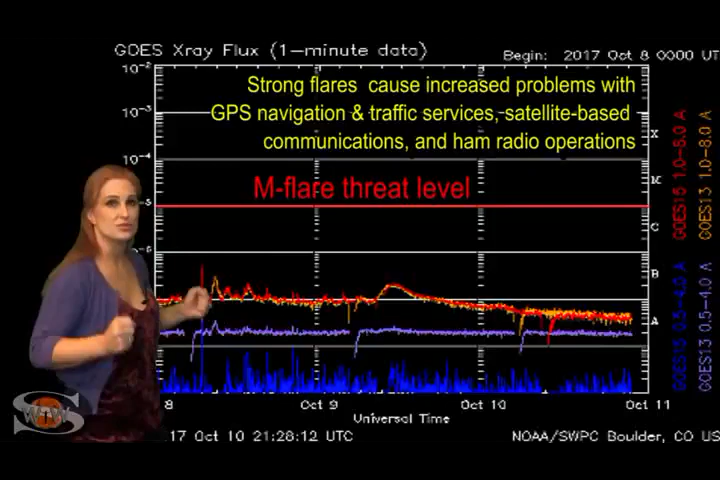 GOES Xray Flux (1-minute data)
Begin: 2017 Oct 8 0000 UT
10-2
Strong flares cause increased problems with
GPS navigation & traffic services, satellite-based
10-3
communications, and ham radio operations
X
10-4
M-flare threat level
M
-5
C
-6
B
A
GOES15 1.0-8.0 A
GOES13 1.0-8.0 A
GOES15 0.5-4.0 A
GOES13 0.5-4.0 A
8
Oct 9
Oct 10
Oct 11
Universal Time
17 Oct 10 21:28:12 UTC
NOAA/SWPC Boulder, CO US